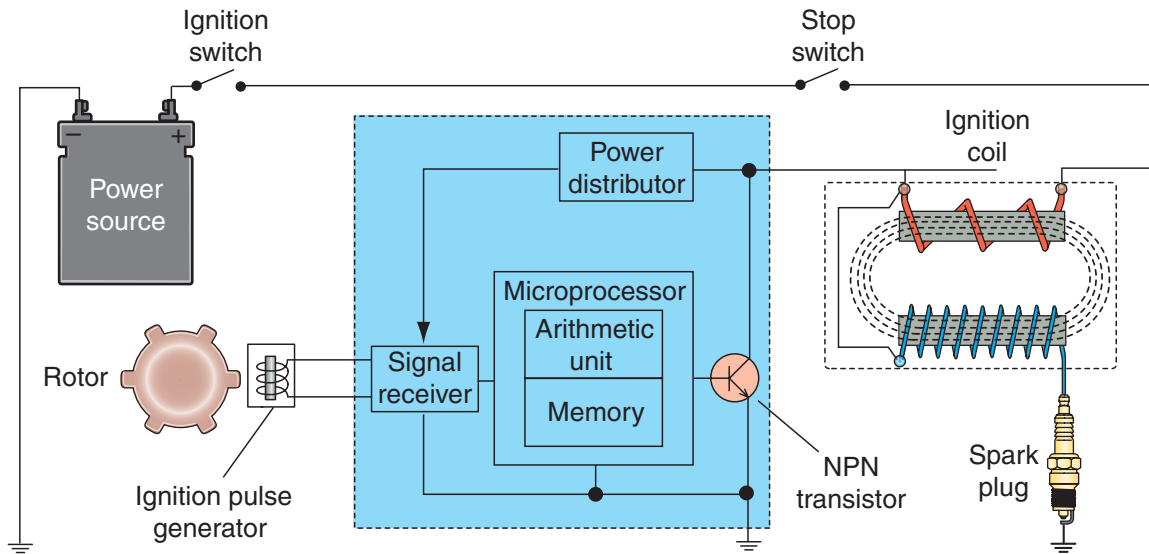 Ignition
switch
Stop
switch
Ignition
coil
Power
distributor
− +
Power
source
Microprocessor
Arithmetic
unit
Memory
Signal
receiver
Rotor
Ignition pulse
generator
NPN
transistor
Spark
plug